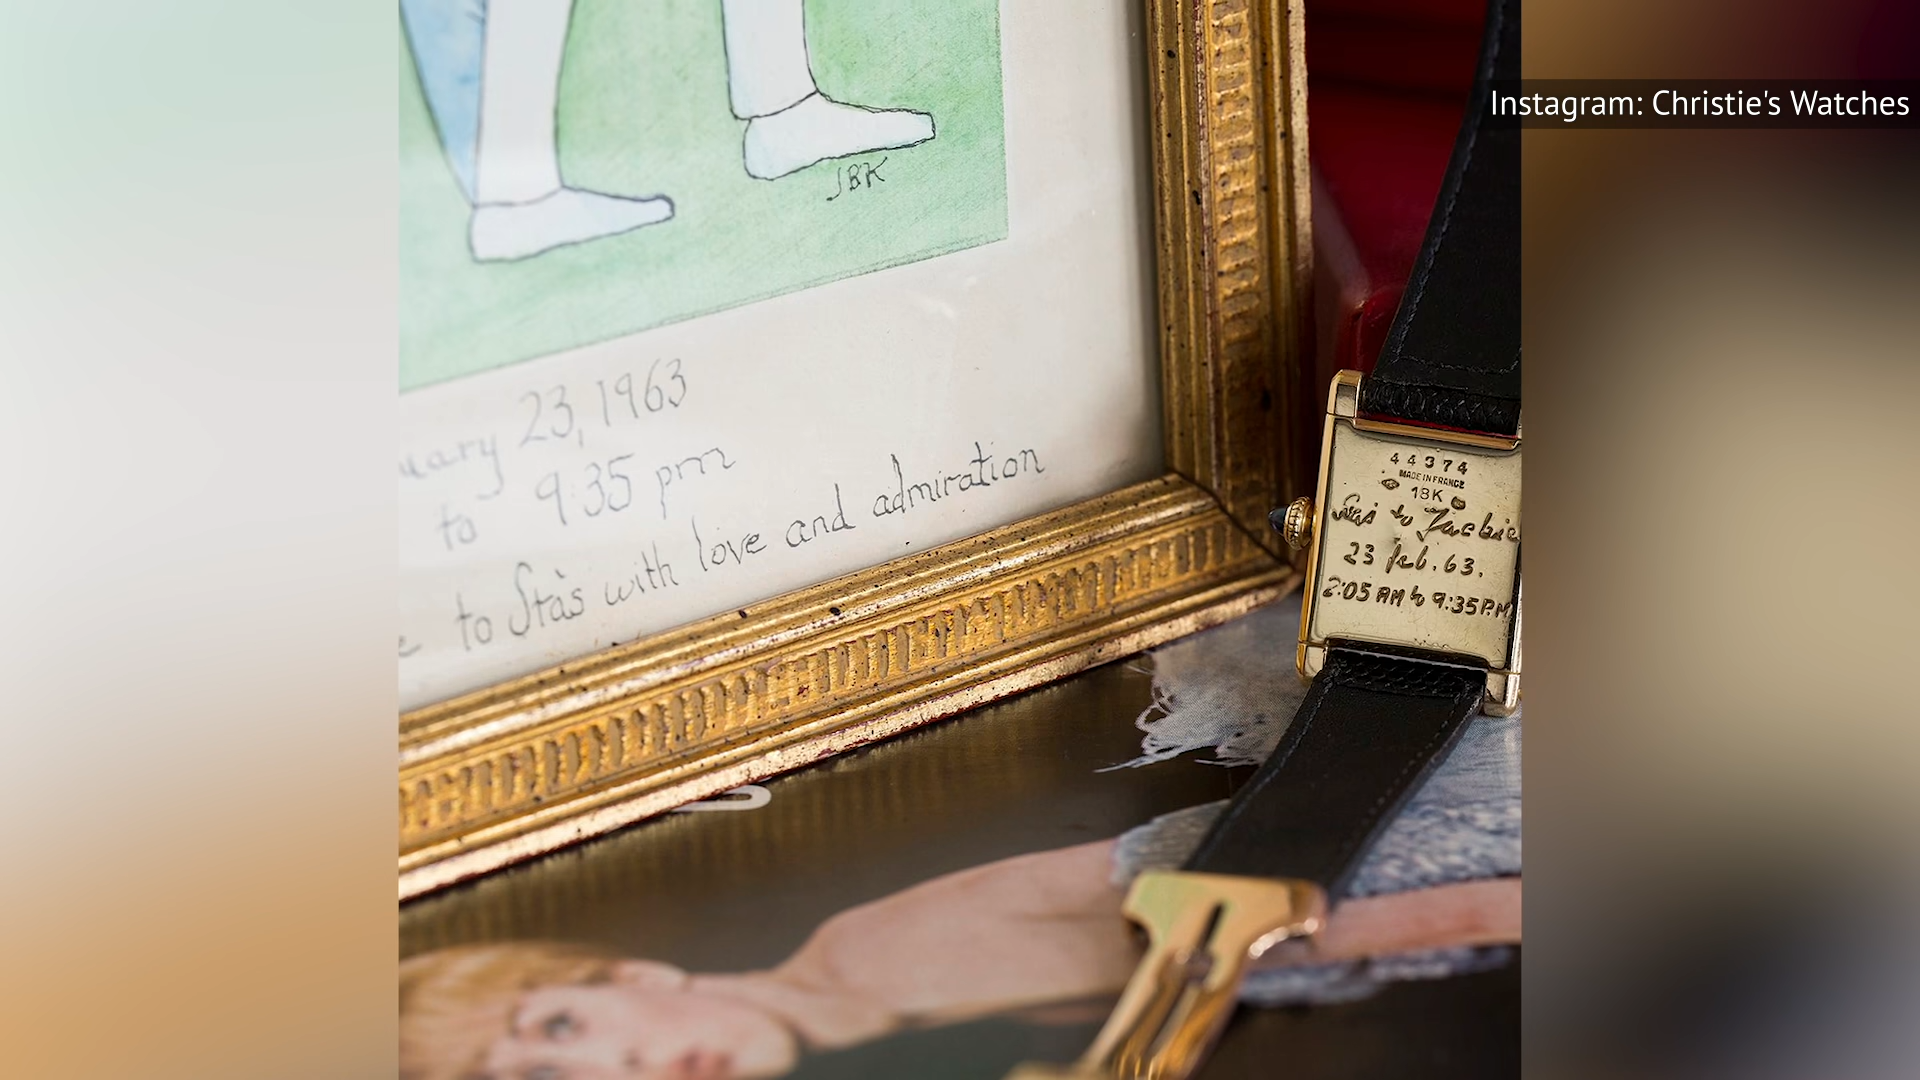 Instagram: Christie's Watches
JBK
uary 23, 1963
to 9:35 pm
e to Stas with love and admiration
44374
MADE IN FRANCE
18K
Stas to Jackie
23 feb. 63.
2:05 AM to 9:35 P.M